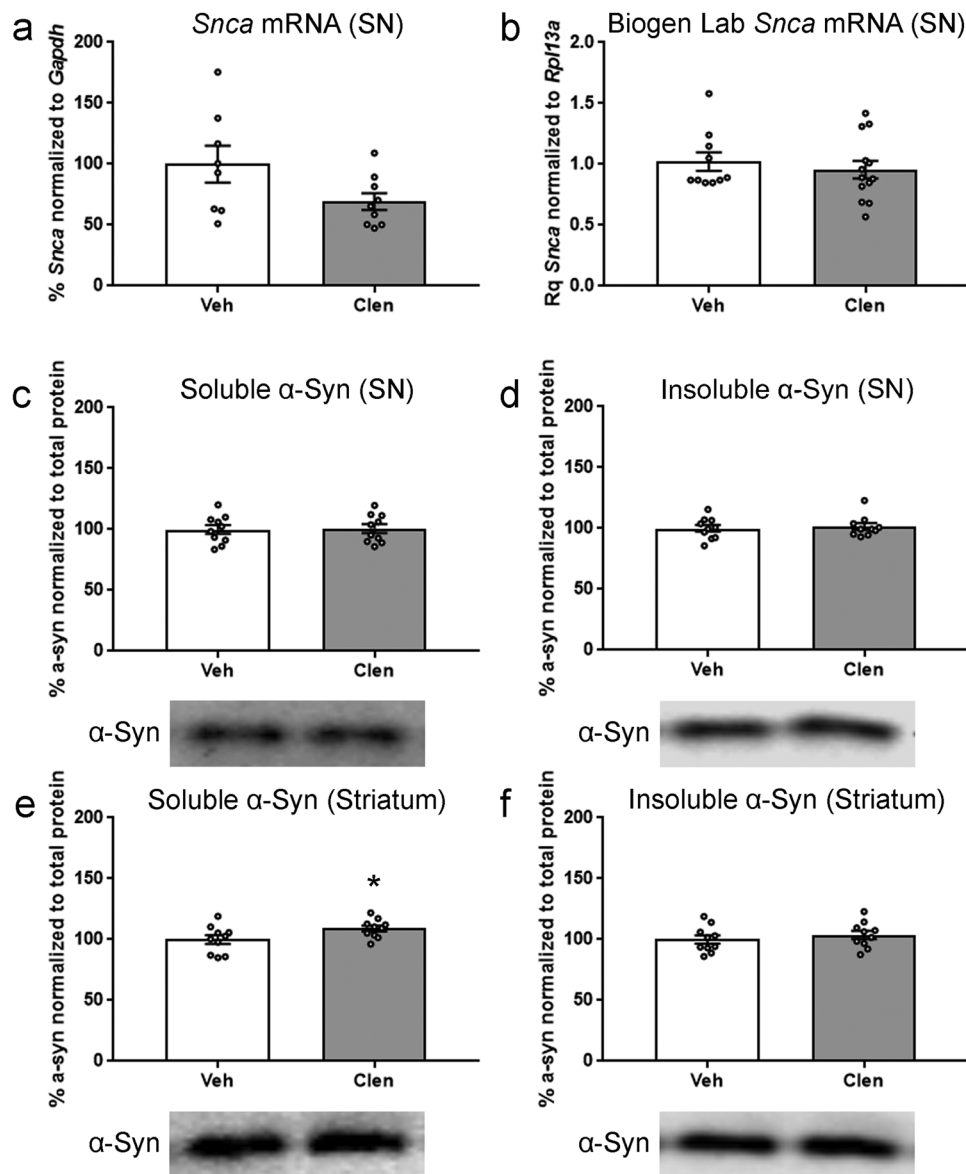 a
Snca mRNA (SN)
% Snca normalized to Gapdh
200
150
100
50
0
Veh Clen
b
Biogen Lab Snca mRNA (SN)
Rq Snca normalized to Rpl13a
2.0
1.5
1.0
0.5
0.0
Veh Clen
c
Soluble α-Syn (SN)
% a-syn normalized to total protein
200
150
100
50
0
Veh Clen
α-Syn
d
Insoluble α-Syn (SN)
% a-syn normalized to total protein
200
150
100
50
0
Veh Clen
α-Syn
e
Soluble α-Syn (Striatum)
% a-syn normalized to total protein
200
150
100
50
0
*
Veh Clen
α-Syn
f
Insoluble α-Syn (Striatum)
% a-syn normalized to total protein
200
150
100
50
0
Veh Clen
α-Syn